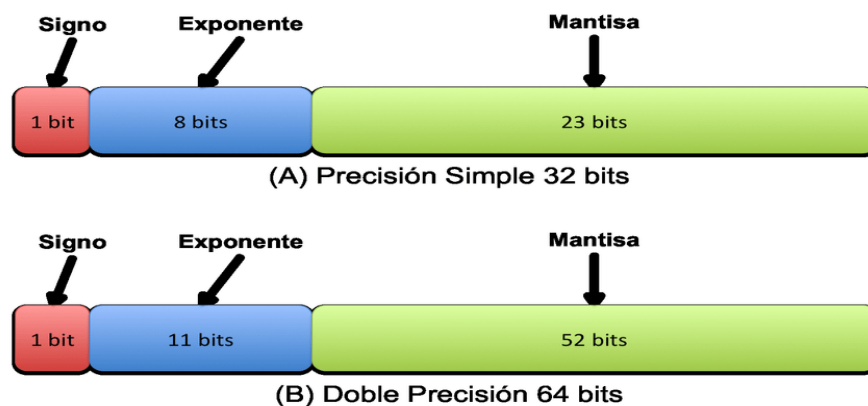 Signo Exponente Mantisa
1 bit 8 bits 23 bits
(A) Precisión Simple 32 bits
Signo Exponente Mantisa
1 bit 11 bits 52 bits
(B) Doble Precisión 64 bits